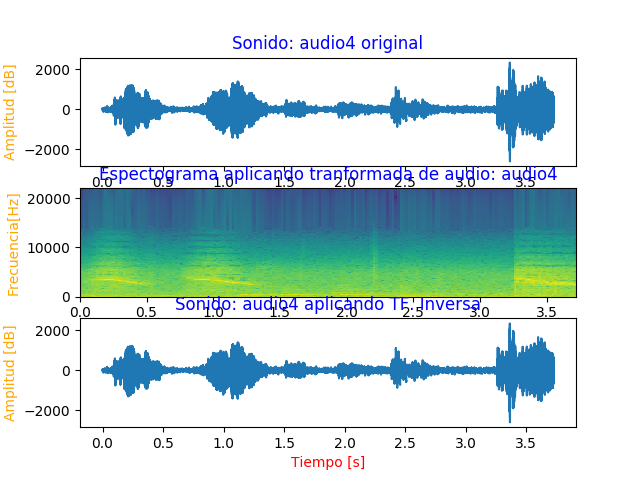 Sonido: audio4 original
Amplitud [dB]
2000
0
−2000
0.0 0.5 1.0 1.5 2.0 2.5 3.0 3.5
Espectograma aplicando tranformada de audio: audio4
Frecuencia[Hz]
20000
10000
0
0.0 0.5 1.0 1.5 2.0 2.5 3.0 3.5
Sonido: audio4 aplicando TF Inversa
Amplitud [dB]
2000
0
−2000
0.0 0.5 1.0 1.5 2.0 2.5 3.0 3.5
Tiempo [s]